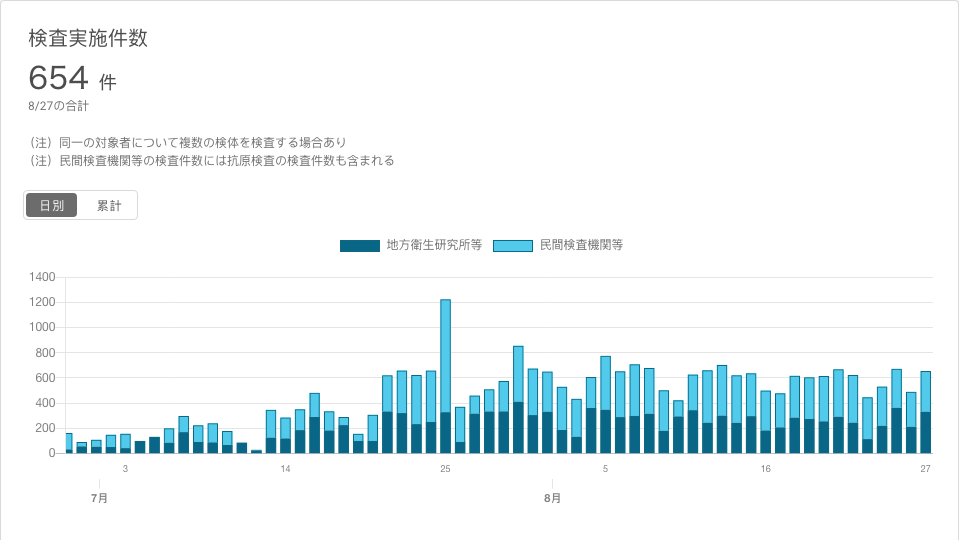 検査実施件数
654 件
8/27の合計
（注）同一の対象者について複数の検体を検査する場合あり
（注）民間検査機関等の検査件数には抗原検査の検査件数も含まれる
日別 累計
地方衛生研究所等 民間検査機関等
1400
1200
1000
800
600
400
200
0
3 14 25 5 16 27
7月 8月